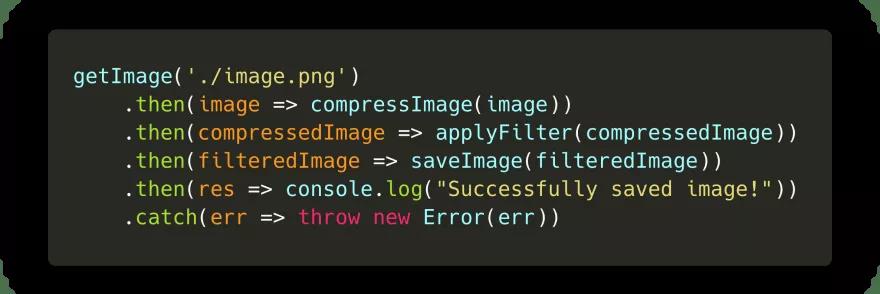 getImage('./image.png')
    .then(image => compressImage(image))
    .then(compressedImage => applyFilter(compressedImage))
    .then(filteredImage => saveImage(filteredImage))
    .then(res => console.log("Successfully saved image!"))
    .catch(err => throw new Error(err))